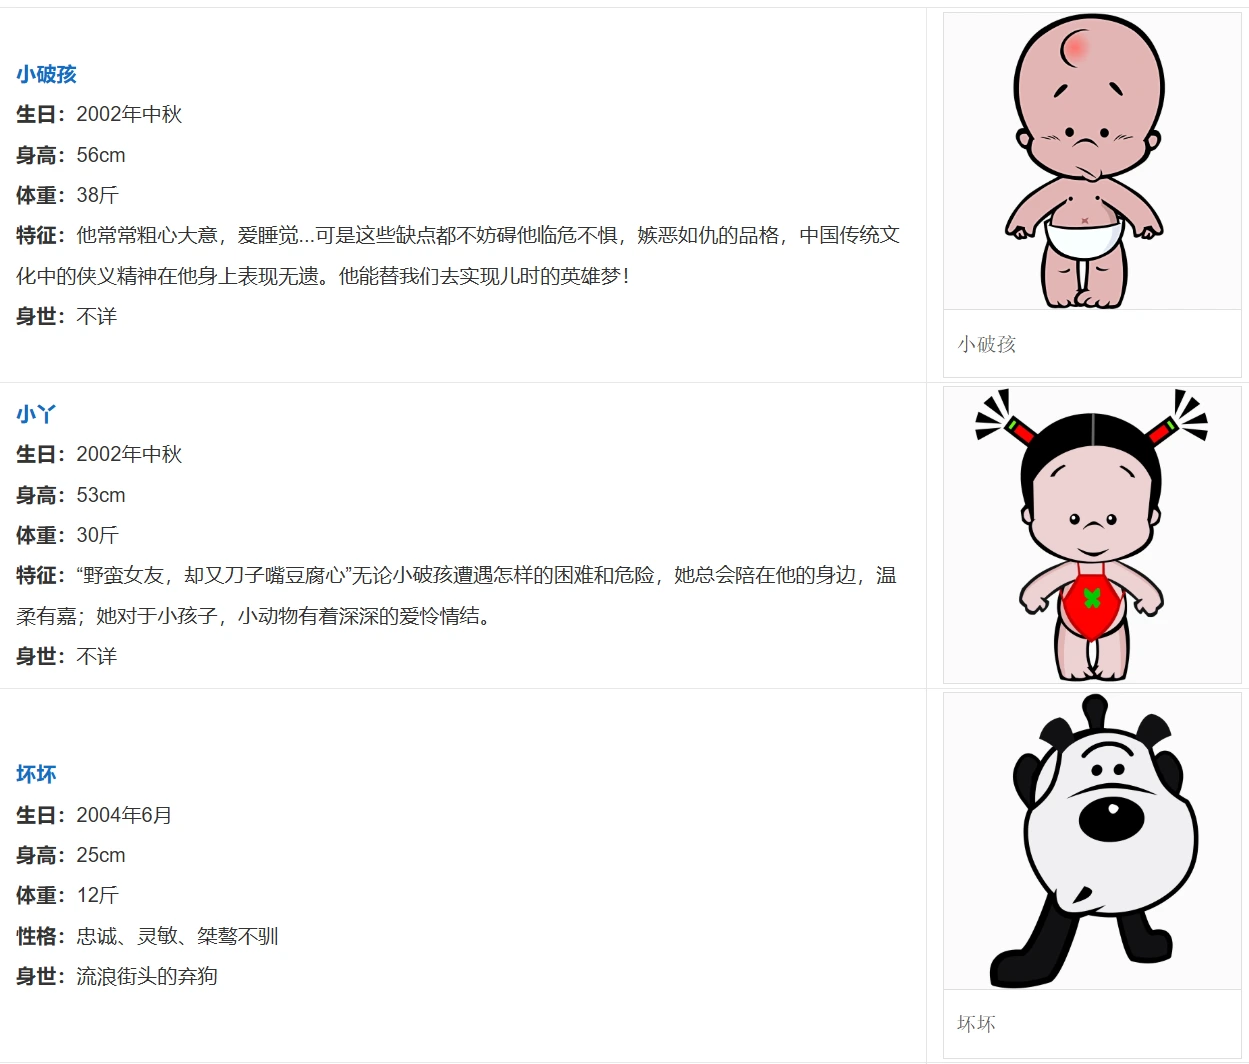 小破孩
生日：2002年中秋
身高：56cm
体重：38斤
特征：他常常粗心大意，爱睡觉...可是这些缺点都不妨碍他临危不惧，嫉恶如仇的品格，中国传统文
化中的侠义精神在他身上表现无遗。他能替我们去实现儿时的英雄梦！
身世：不详
小破孩
小丫
生日：2002年中秋
身高：53cm
体重：30斤
特征：“野蛮女友，却又刀子嘴豆腐心”无论小破孩遭遇怎样的困难和危险，她总会陪在他的身边，温
柔有嘉；她对于小孩子，小动物有着深深的爱怜情结。
身世：不详
坏坏
生日：2004年6月
身高：25cm
体重：12斤
性格：忠诚、灵敏、桀骜不驯
身世：流浪街头的弃狗
坏坏